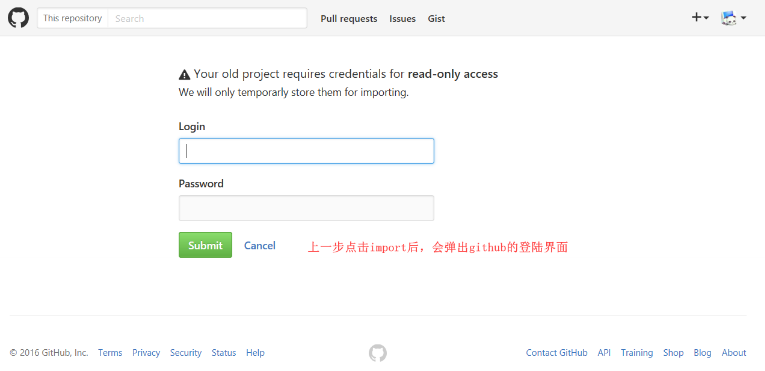 This repository Search Pull requests Issues Gist
Your old project requires credentials for read-only access
We will only temporarly store them for importing.
Login
Password
Submit Cancel 上一步点击import后，会弹出github的登陆界面
© 2016 GitHub, Inc. Terms Privacy Security Status Help Contact GitHub API Training Shop Blog About